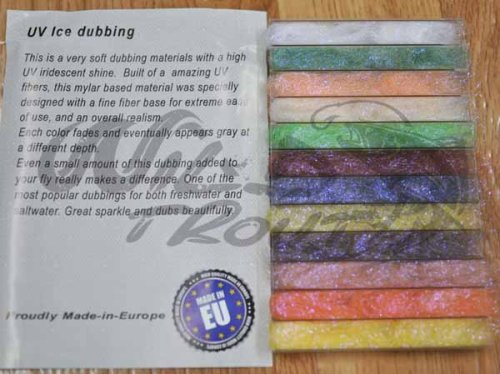 UV Ice dubbing
This is a very soft dubbing materials with a high
UV iridescent shine. Built of a amazing UV
fibers, this mylar based material was specially
designed with a fine fiber base for extreme ease
of use, and an overall realism.
Each color fades and eventually appears gray at
a different depth.
Even a small amount of this dubbing added to
your fly really makes a difference. One of the
most popular dubbings for both freshwater and
saltwater. Great sparkle and dubs beautifully.
Proudly Made-in-Europe
MADE IN
EU